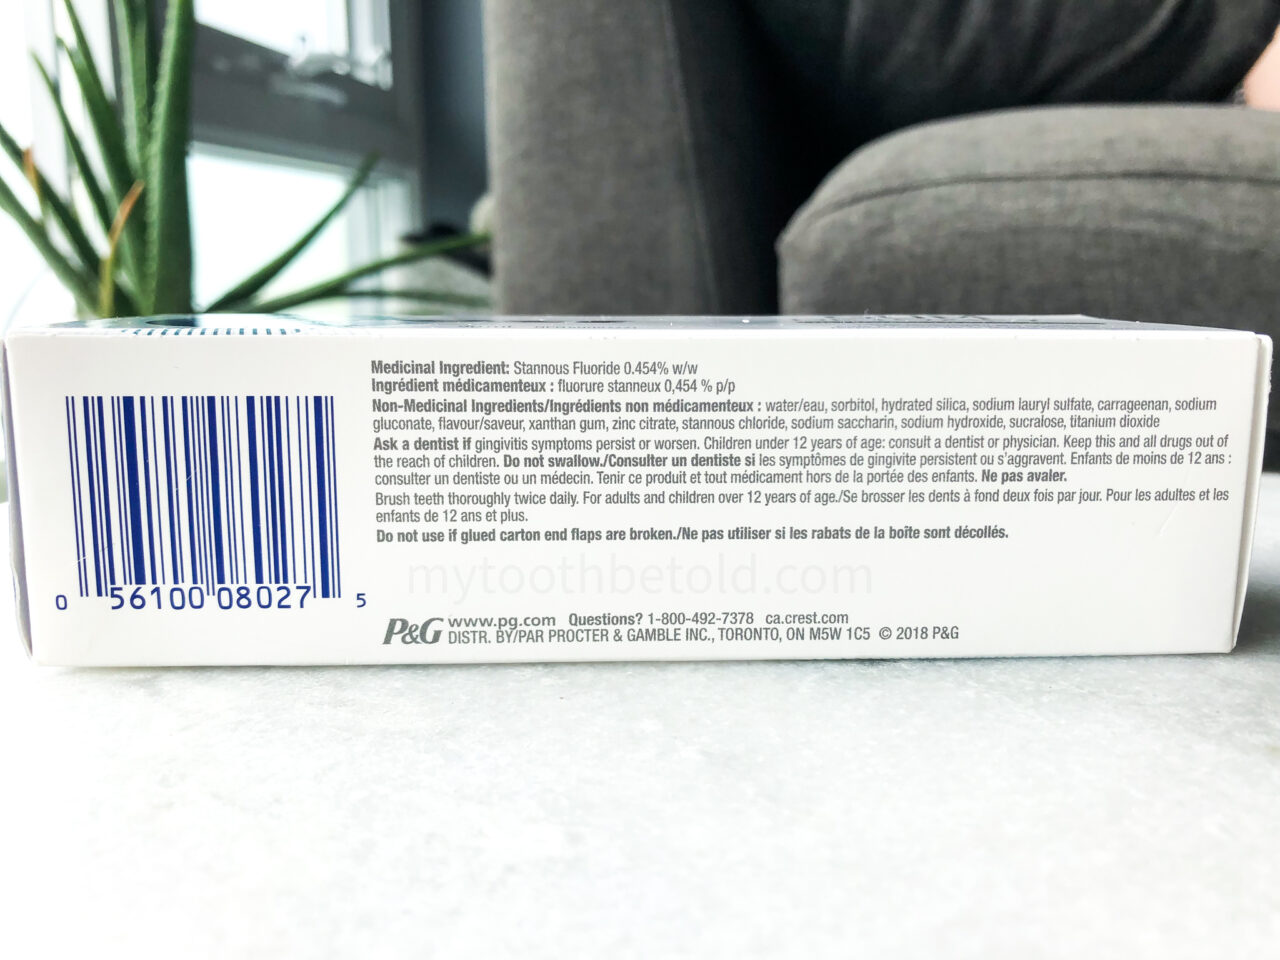 Medicinal Ingredient: Stannous Fluoride 0.454% w/w
Ingrédient médicamenteux : fluorure stanneux 0,454 % p/p
Non-Medicinal Ingredients/Ingrédients non médicamenteux : water/eau, sorbitol, hydrated silica, sodium lauryl sulfate, carrageenan, sodium
gluconate, flavour/saveur, xanthan gum, zinc citrate, stannous chloride, sodium saccharin, sodium hydroxide, sucralose, titanium dioxide
Ask a dentist if gingivitis symptoms persist or worsen. Children under 12 years of age: consult a dentist or physician. Keep this and all drugs out of
the reach of children. Do not swallow./Consulter un dentiste si les symptômes de gingivite persistent ou s'aggravent. Enfants de moins de 12 ans :
consulter un dentiste ou un médecin. Tenir ce produit et tout médicament hors de la portée des enfants. Ne pas avaler.
Brush teeth thoroughly twice daily. For adults and children over 12 years of age./Se brosser les dents à fond deux fois par jour. Pour les adultes et les
enfants de 12 ans et plus.
Do not use if glued carton end flaps are broken./Ne pas utiliser si les rabats de la boîte sont décollés.
mytoothbetold.com
0 56100 08027 5
P&G www.pg.com Questions? 1-800-492-7378 ca.crest.com
DISTR. BY/PAR PROCTER & GAMBLE INC., TORONTO, ON M5W 1C5 © 2018 P&G